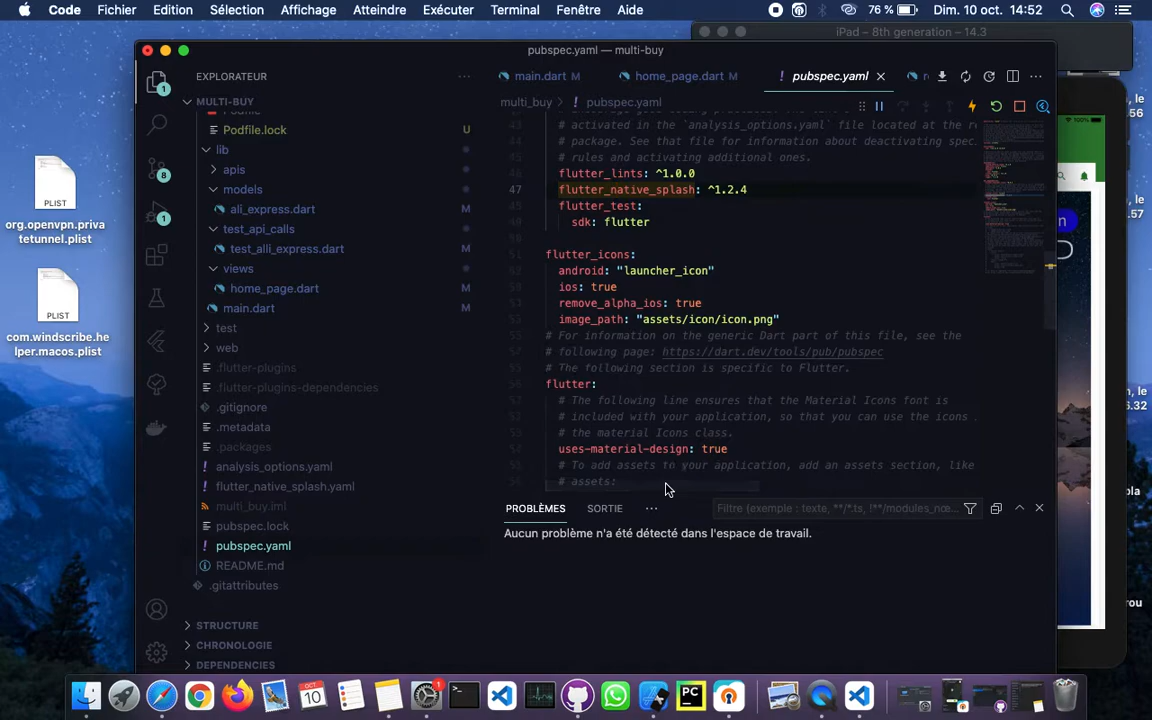 Code Fichier Edition Sélection Affichage Atteindre Exécuter Terminal Fenêtre Aide 76 % Dim. 10 oct. 14:52
iPad – 8th generation – 14.3
pubspec.yaml — multi-buy
EXPLORATEUR
main.dart M
home_page.dart M
! pubspec.yaml
MULTI-BUY
multi_buy > ! pubspec.yaml
Podfile.lock U
lib
apis
models
ali_express.dart M
test_api_calls
test_alli_express.dart M
views
home_page.dart M
main.dart M
test
web
.flutter-plugins
.flutter-plugins-dependencies
.gitignore
.metadata
.packages
analysis_options.yaml
flutter_native_splash.yaml
multi_buy.iml
pubspec.lock
pubspec.yaml
README.md
.gitattributes
STRUCTURE
CHRONOLOGIE
DEPENDENCIES
# activated in the `analysis_options.yaml` file located at the
# package. See that file for information about deactivating spec
# rules and activating additional ones.
flutter_lints: ^1.0.0
47 flutter_native_splash: ^1.2.4
flutter_test:
sdk: flutter
flutter_icons:
android: "launcher_icon"
ios: true
remove_alpha_ios: true
image_path: "assets/icon/icon.png"
# For information on the generic Dart part of this file, see the
# following page: https://dart.dev/tools/pub/pubspec
# The following section is specific to Flutter.
flutter:
# The following line ensures that the Material Icons font is
# included with your application, so that you can use the icons
# the material Icons class.
uses-material-design: true
# To add assets to your application, add an assets section, like
# assets:
PROBLÈMES SORTIE
Filtre (exemple : texte, **/*.ts, !**/modules_nœ...
Aucun problème n'a été détecté dans l'espace de travail.
PLIST
org.openvpn.priva
tetunnel.plist
PLIST
com.windscribe.he
lper.macos.plist